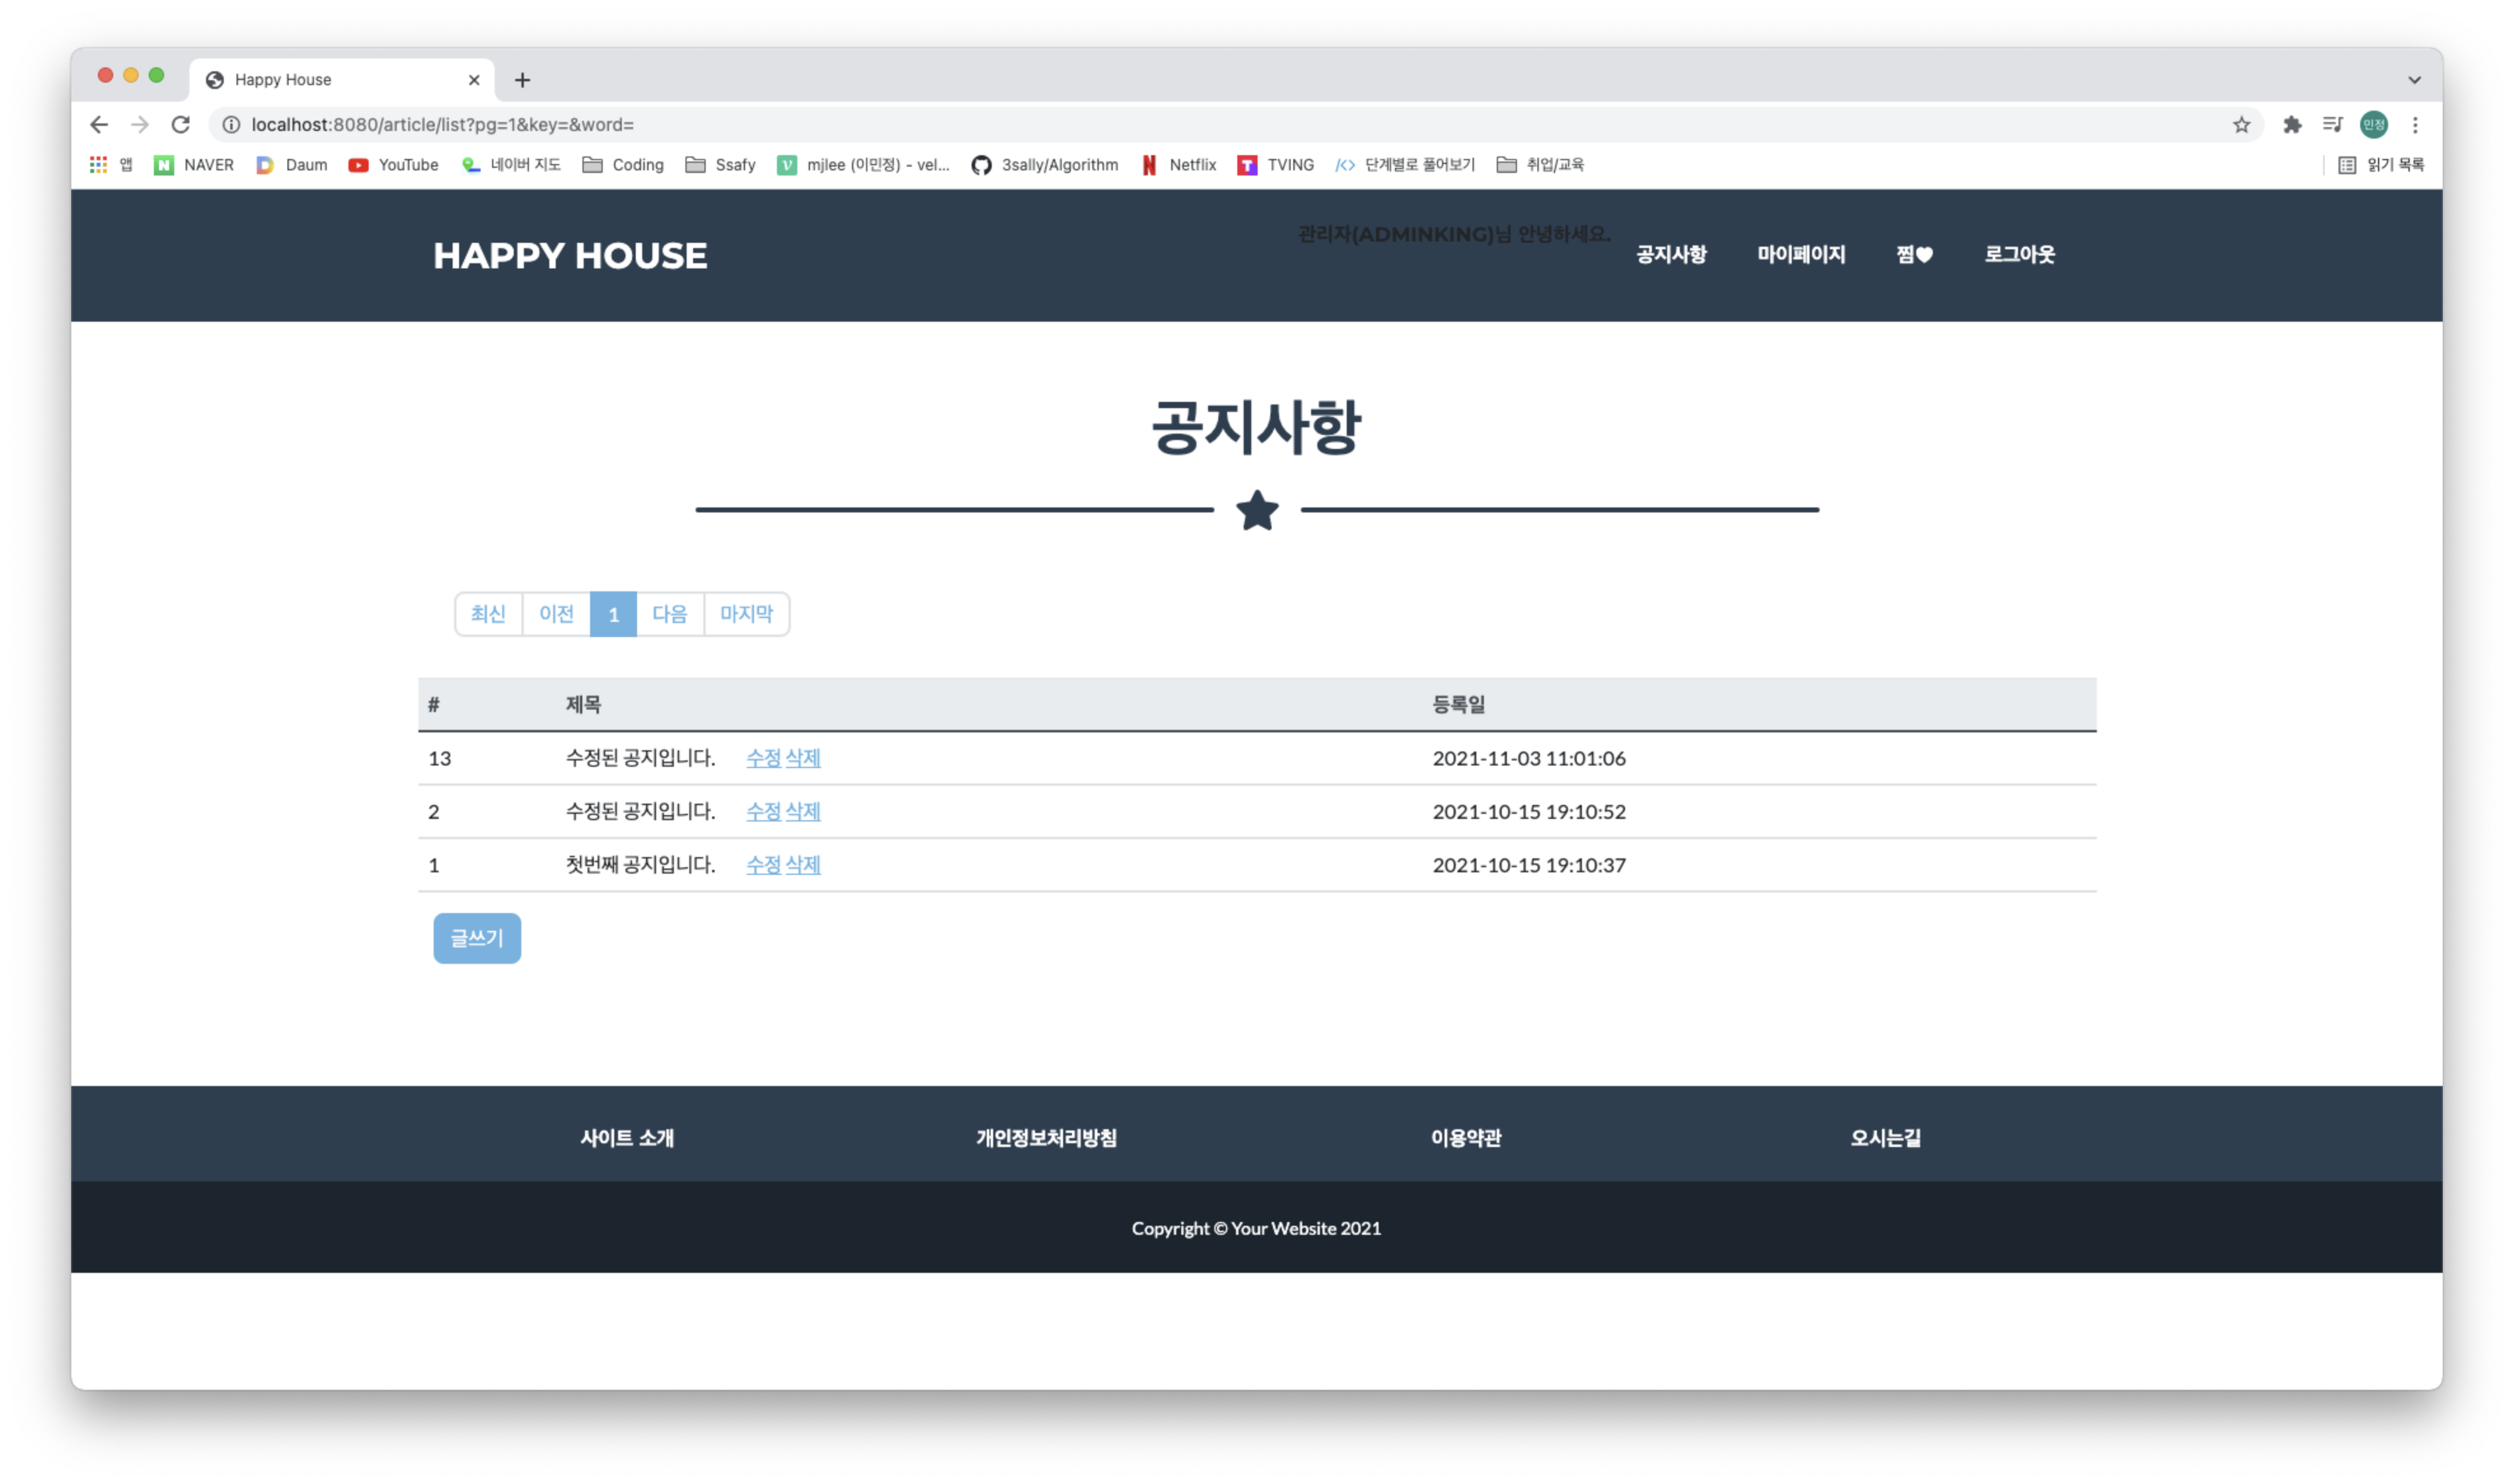 Happy House
localhost:8080/article/list?pg=1&key=&word=
앱 NAVER Daum YouTube 네이버 지도 Coding Ssafy mjlee (이민정) - vel... 3sally/Algorithm Netflix TVING 단계별로 풀어보기 취업/교육 읽기 목록
HAPPY HOUSE 관리자(ADMINKING)님 안녕하세요. 공지사항 마이페이지 찜♥ 로그아웃
공지사항
최신 이전 1 다음 마지막
# 제목 등록일
13 수정된 공지입니다. 수정 삭제 2021-11-03 11:01:06
2 수정된 공지입니다. 수정 삭제 2021-10-15 19:10:52
1 첫번째 공지입니다. 수정 삭제 2021-10-15 19:10:37
글쓰기
사이트 소개 개인정보처리방침 이용약관 오시는길
Copyright © Your Website 2021